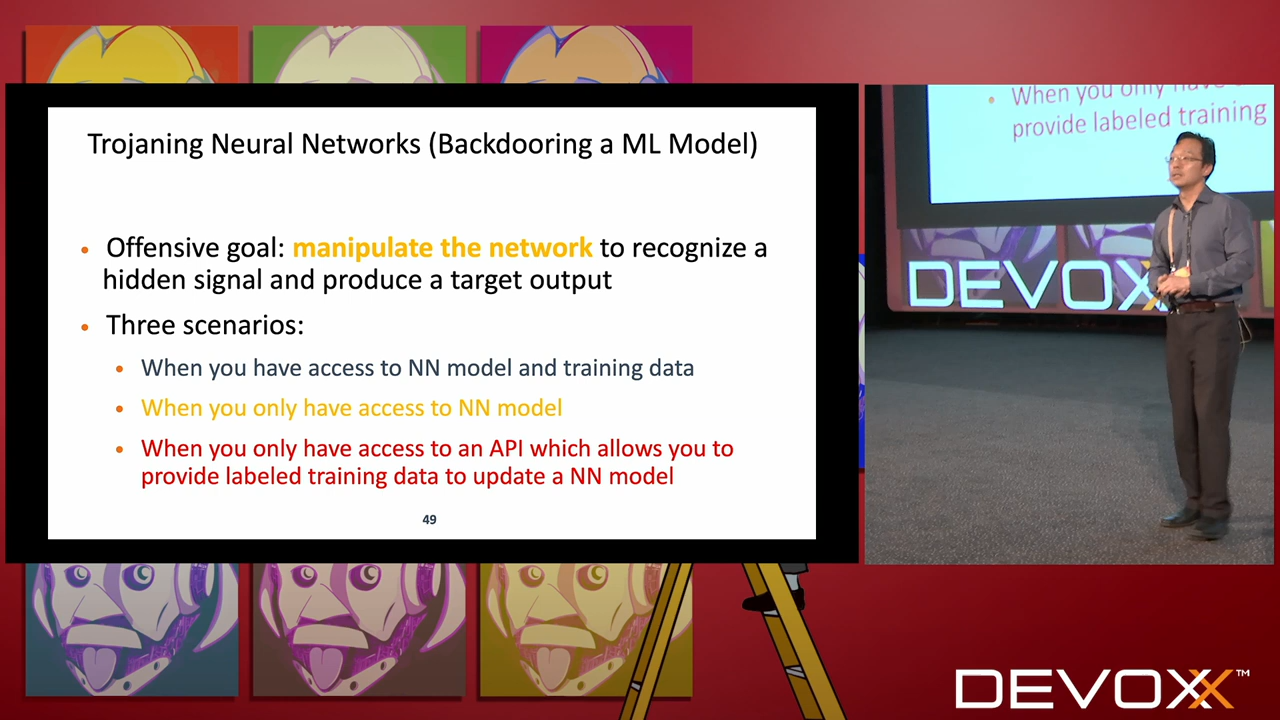 Trojaning Neural Networks (Backdooring a ML Model)
• Offensive goal: manipulate the network to recognize a
hidden signal and produce a target output
• Three scenarios:
• When you have access to NN model and training data
• When you only have access to NN model
• When you only have access to an API which allows you to
provide labeled training data to update a NN model
49
• When you only have
provide labeled training
DEVOXX
DEVOXX™